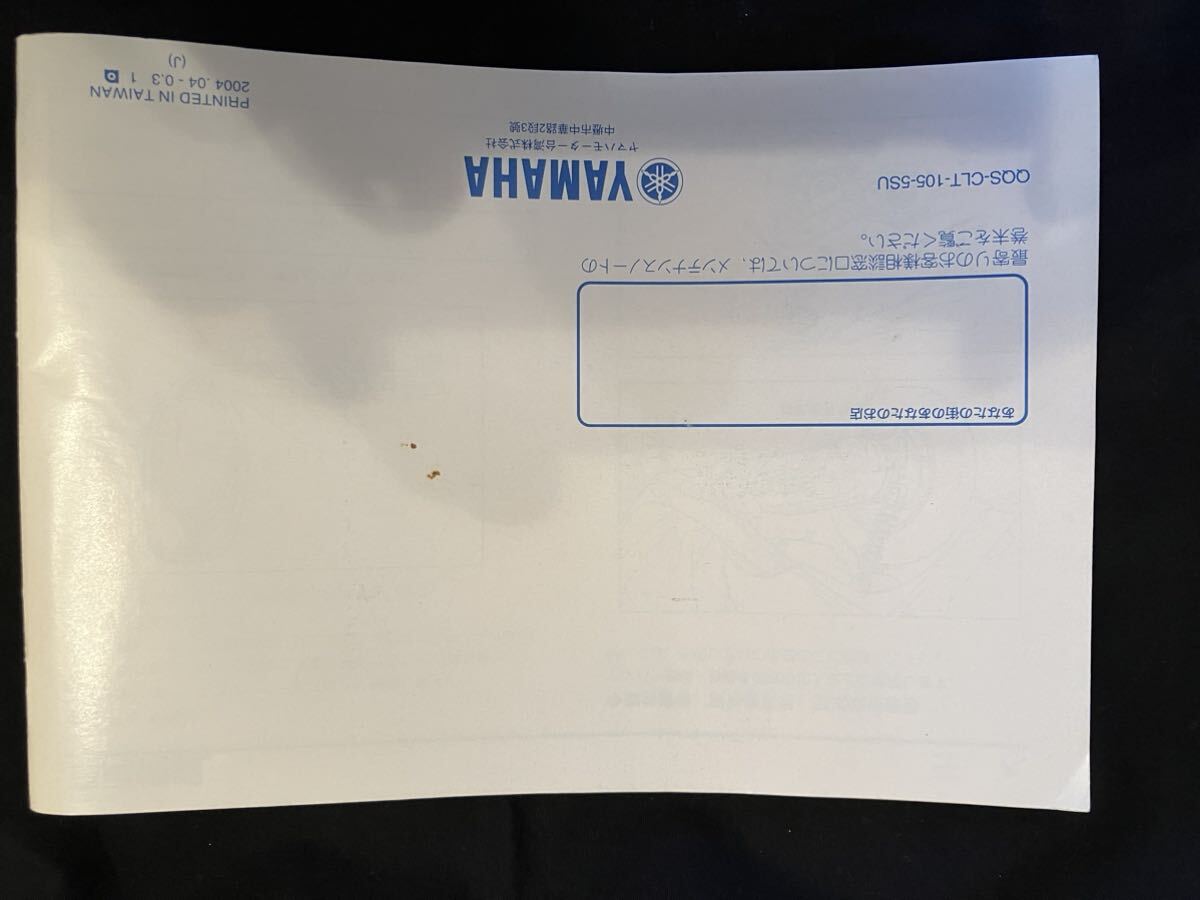 あなたの街のあなたのお店
最寄りのお客様相談窓口については、メンテナンスノートの
巻末をご覧ください。
QQS-CLT-105-5SU
YAMAHA
ヤマハモーター台湾株式会社
中壢市中華路2段3號
PRINTED IN TAIWAN
2004.04-0.3 1
(J)